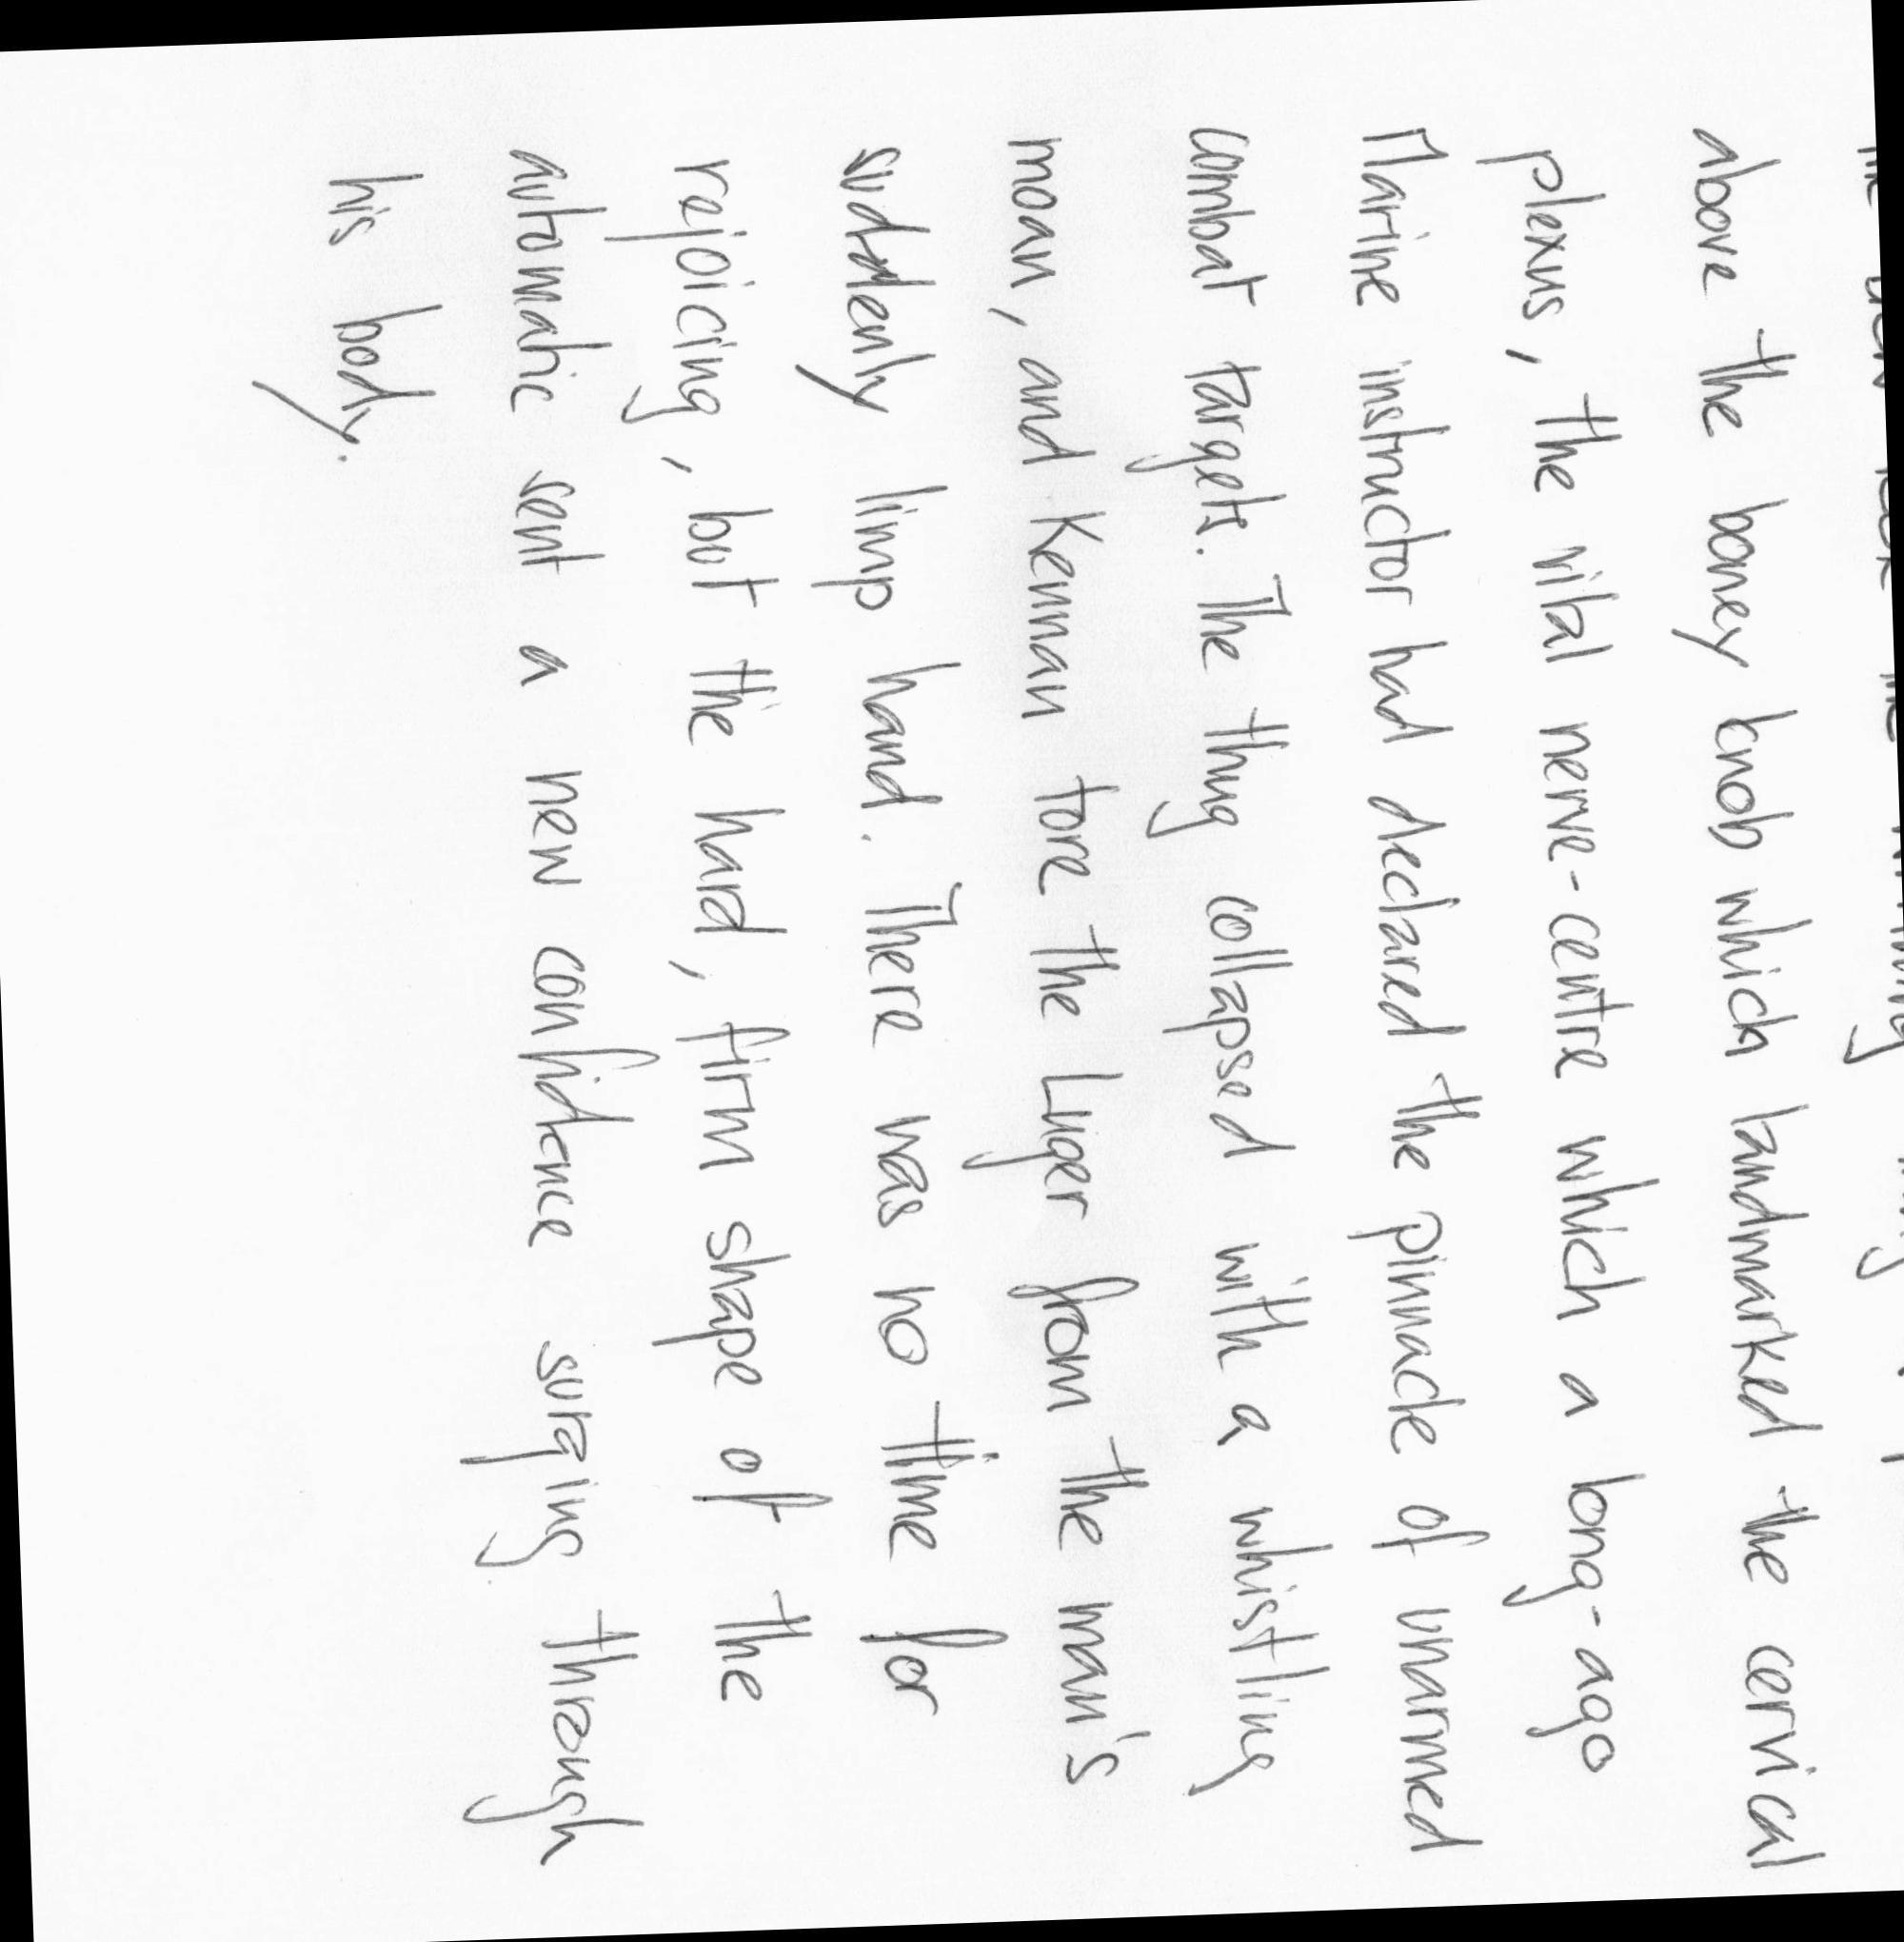 above the boney knob which landmarked the cervical
plexus, the vital nerve-centre which a long-ago
Marine instructor had declared the pinnacle of unarmed
combat targets. The thug collapsed with a whistling
moan, and Kennan tore the Luger from the man's
suddenly limp hand. There was no time for
rejoicing, but the hard, firm shape of the
automatic sent a new confidence surging through
his body.